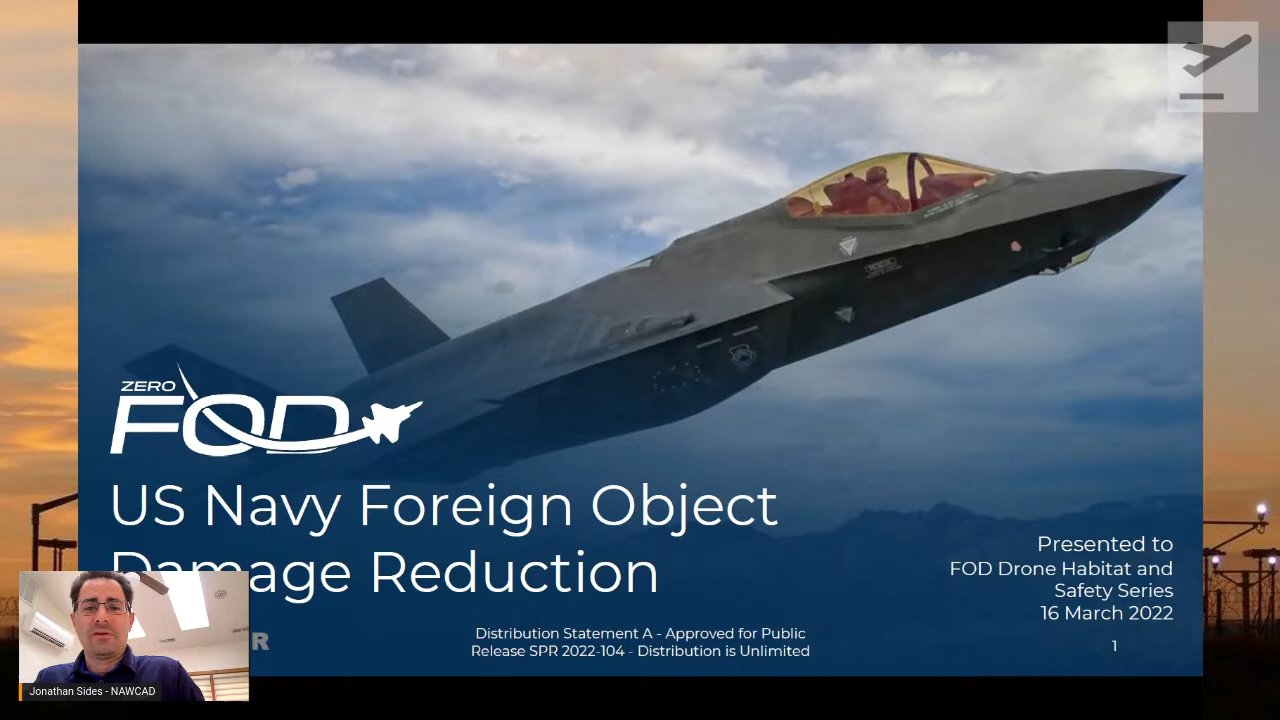 ZERO
FOD
US Navy Foreign Object
Damage Reduction
Presented to
FOD Drone Habitat and
Safety Series
16 March 2022
Distribution Statement A - Approved for Public
Release SPR 2022-104 - Distribution is Unlimited
1
R
Jonathan Sides - NAWCAD